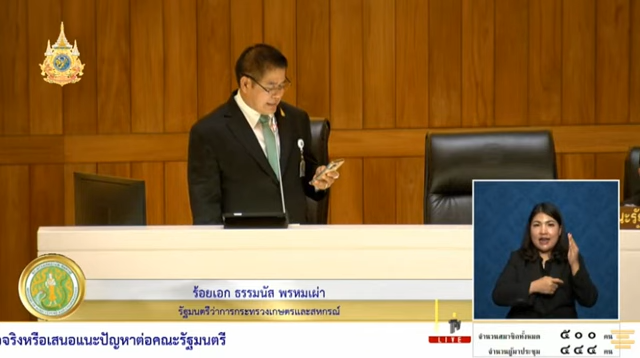 ร้อยเอก ธรรมนัส พรหมเผ่า
รัฐมนตรีว่าการกระทรวงเกษตรและสหกรณ์
LIVE
จริงหรือเสนอแนะปัญหาต่อคณะรัฐมนตรี
จำนวนสมาชิกทั้งหมด ๕๐๐ คน
จำนวนผู้มาประชุม ๔๔๔ คน